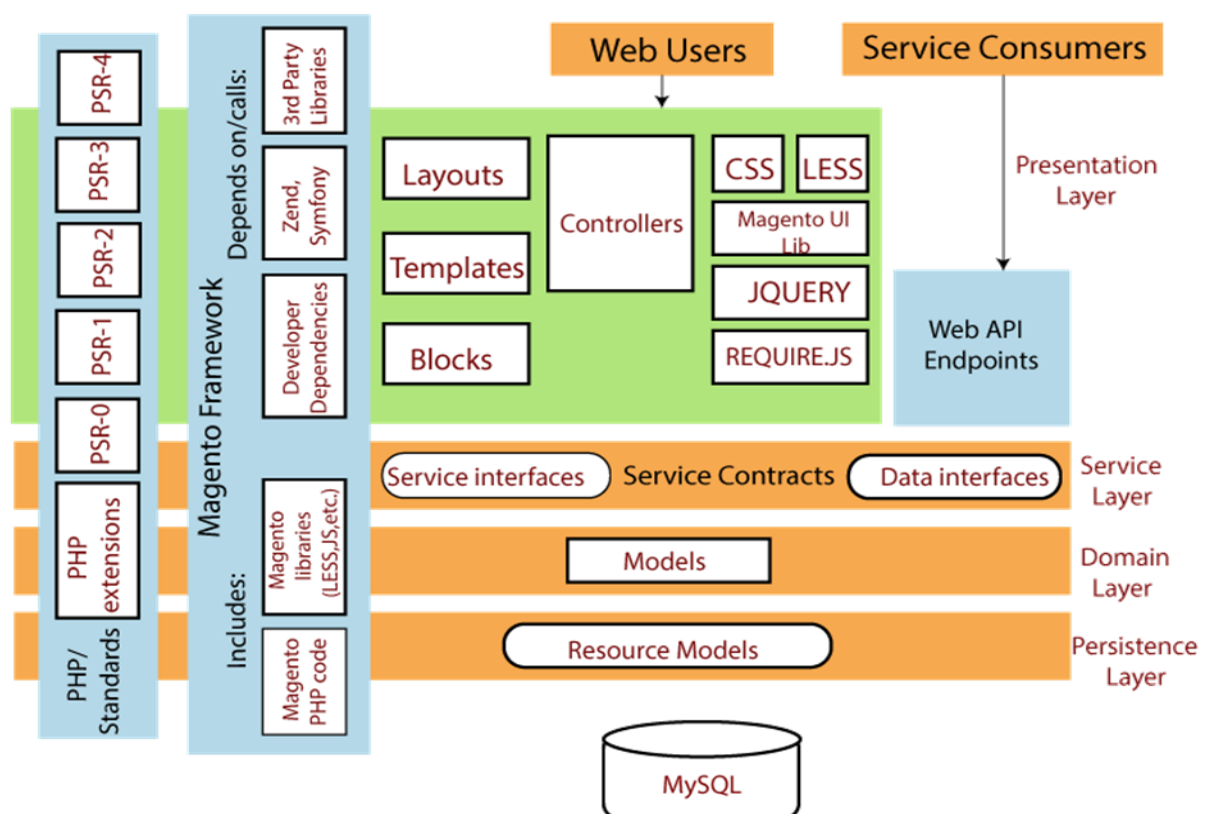 Web Users
Service Consumers
PSR-4
PSR-3
PSR-2
PSR-1
PSR-0
PHP
extensions
PHP/
Standards
Magento Framework
Depends on/calls:
3rd Party
Libraries
Zend,
Symfony
Developer
Dependencies
Includes:
Magento
libraries
(LESS,JS,etc.)
Magento
PHP code
Layouts
Templates
Blocks
Controllers
CSS
LESS
Magento UI
Lib
JQUERY
REQUIRE.JS
Presentation
Layer
Web API
Endpoints
Service interfaces
Service Contracts
Data interfaces
Service
Layer
Models
Domain
Layer
Resource Models
Persistence
Layer
MySQL